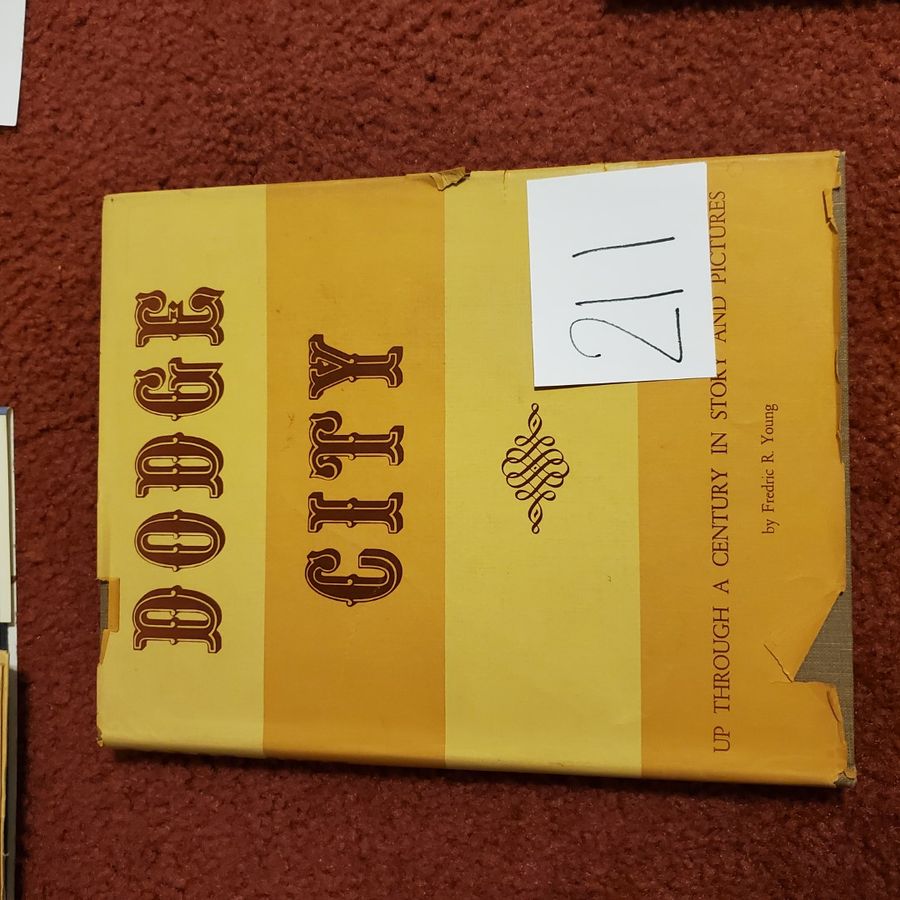 DODGE
CITY
211
UP THROUGH A CENTURY IN STORY AND PICTURES
by Fredric R. Young